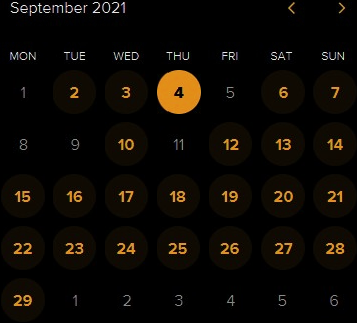 September 2021
MON TUE WED THU FRI SAT SUN
1 2 3 4 5 6 7
8 9 10 11 12 13 14
15 16 17 18 19 20 21
22 23 24 25 26 27 28
29 1 2 3 4 5 6